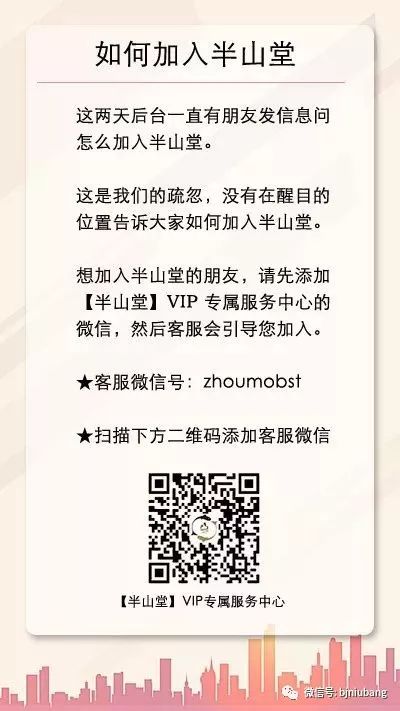 如何加入半山堂
这两天后台一直有朋友发信息问
怎么加入半山堂。
这是我们的疏忽，没有在醒目的
位置告诉大家如何加入半山堂。
想加入半山堂的朋友，请先添加
【半山堂】VIP 专属服务中心的
微信，然后客服会引导您加入。
★客服微信号：zhoumobst
★扫描下方二维码添加客服微信
【半山堂】VIP专属服务中心
微信号: bjniubang